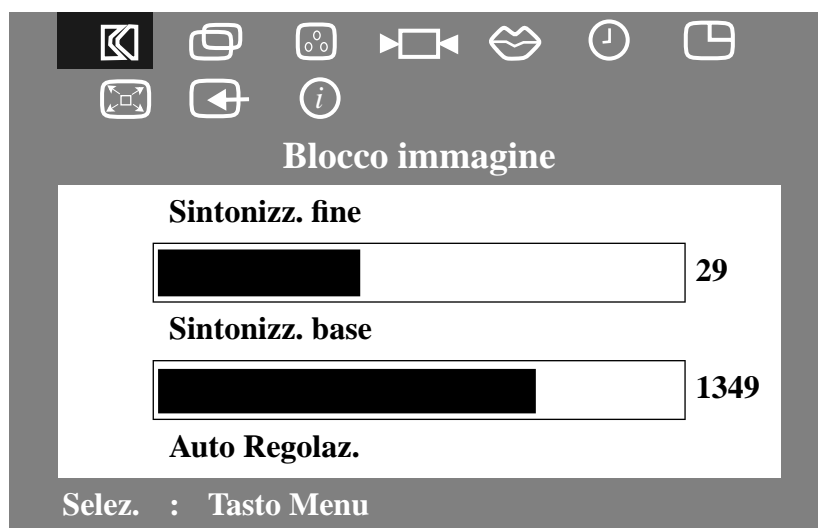 Blocco immagine
Sintonizz. fine
29
Sintonizz. base
1349
Auto Regolaz.
Selez. : Tasto Menu